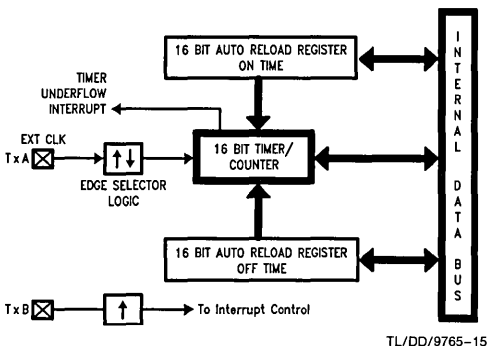 16 BIT AUTO RELOAD REGISTER
ON TIME
TIMER
UNDERFLOW
INTERRUPT
EXT CLK
TxA
↑↓
EDGE SELECTOR
LOGIC
16 BIT TIMER/
COUNTER
16 BIT AUTO RELOAD REGISTER
OFF TIME
TxB
↑
To Interrupt Control
INTERNAL DATA BUS
TL/DD/9765-15